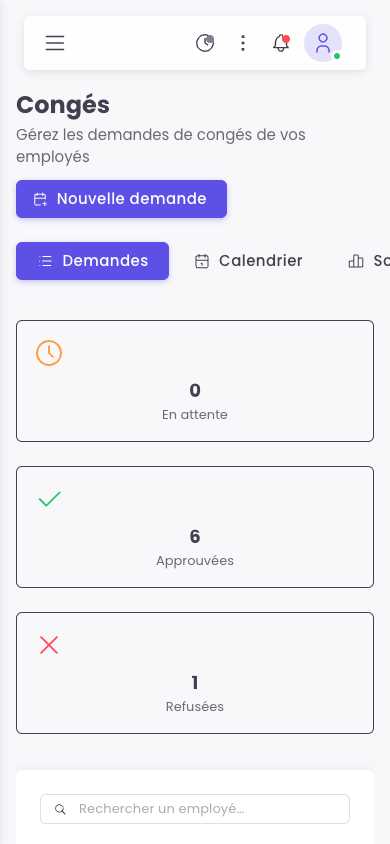 Congés
Gérez les demandes de congés de vos
employés
Nouvelle demande
Demandes
Calendrier
0
En attente
6
Approuvées
1
Refusées
Rechercher un employé...